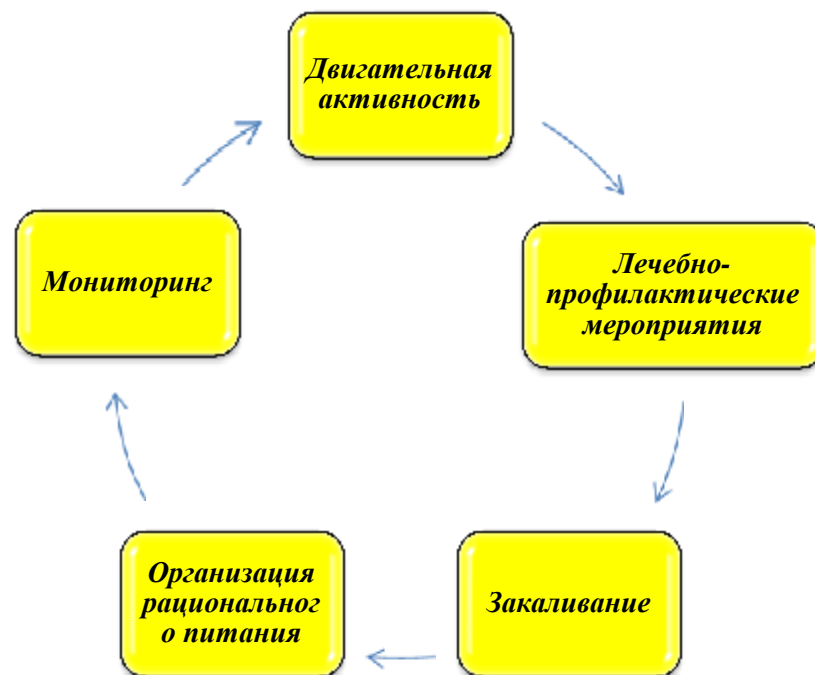 Двигательная
активность
Лечебно-
профилактические
мероприятия
Закаливание
Организация
рациональног
о питания
Мониторинг